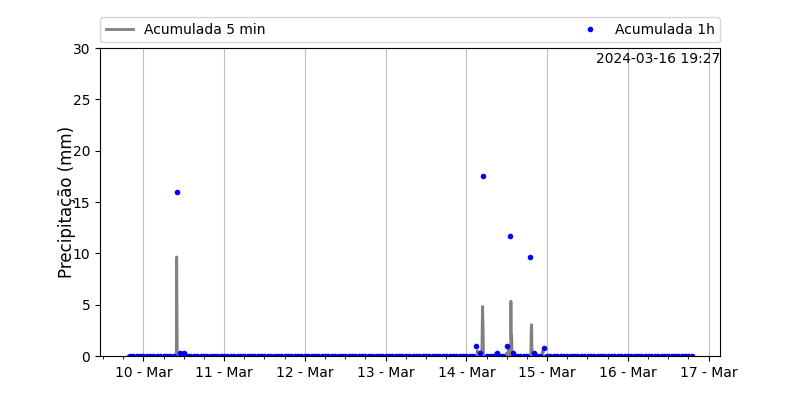 Acumulada 5 min
Acumulada 1h
2024-03-16 19:27
Precipitação (mm)
30
25
20
15
10
5
0
10 - Mar
11 - Mar
12 - Mar
13 - Mar
14 - Mar
15 - Mar
16 - Mar
17 - Mar